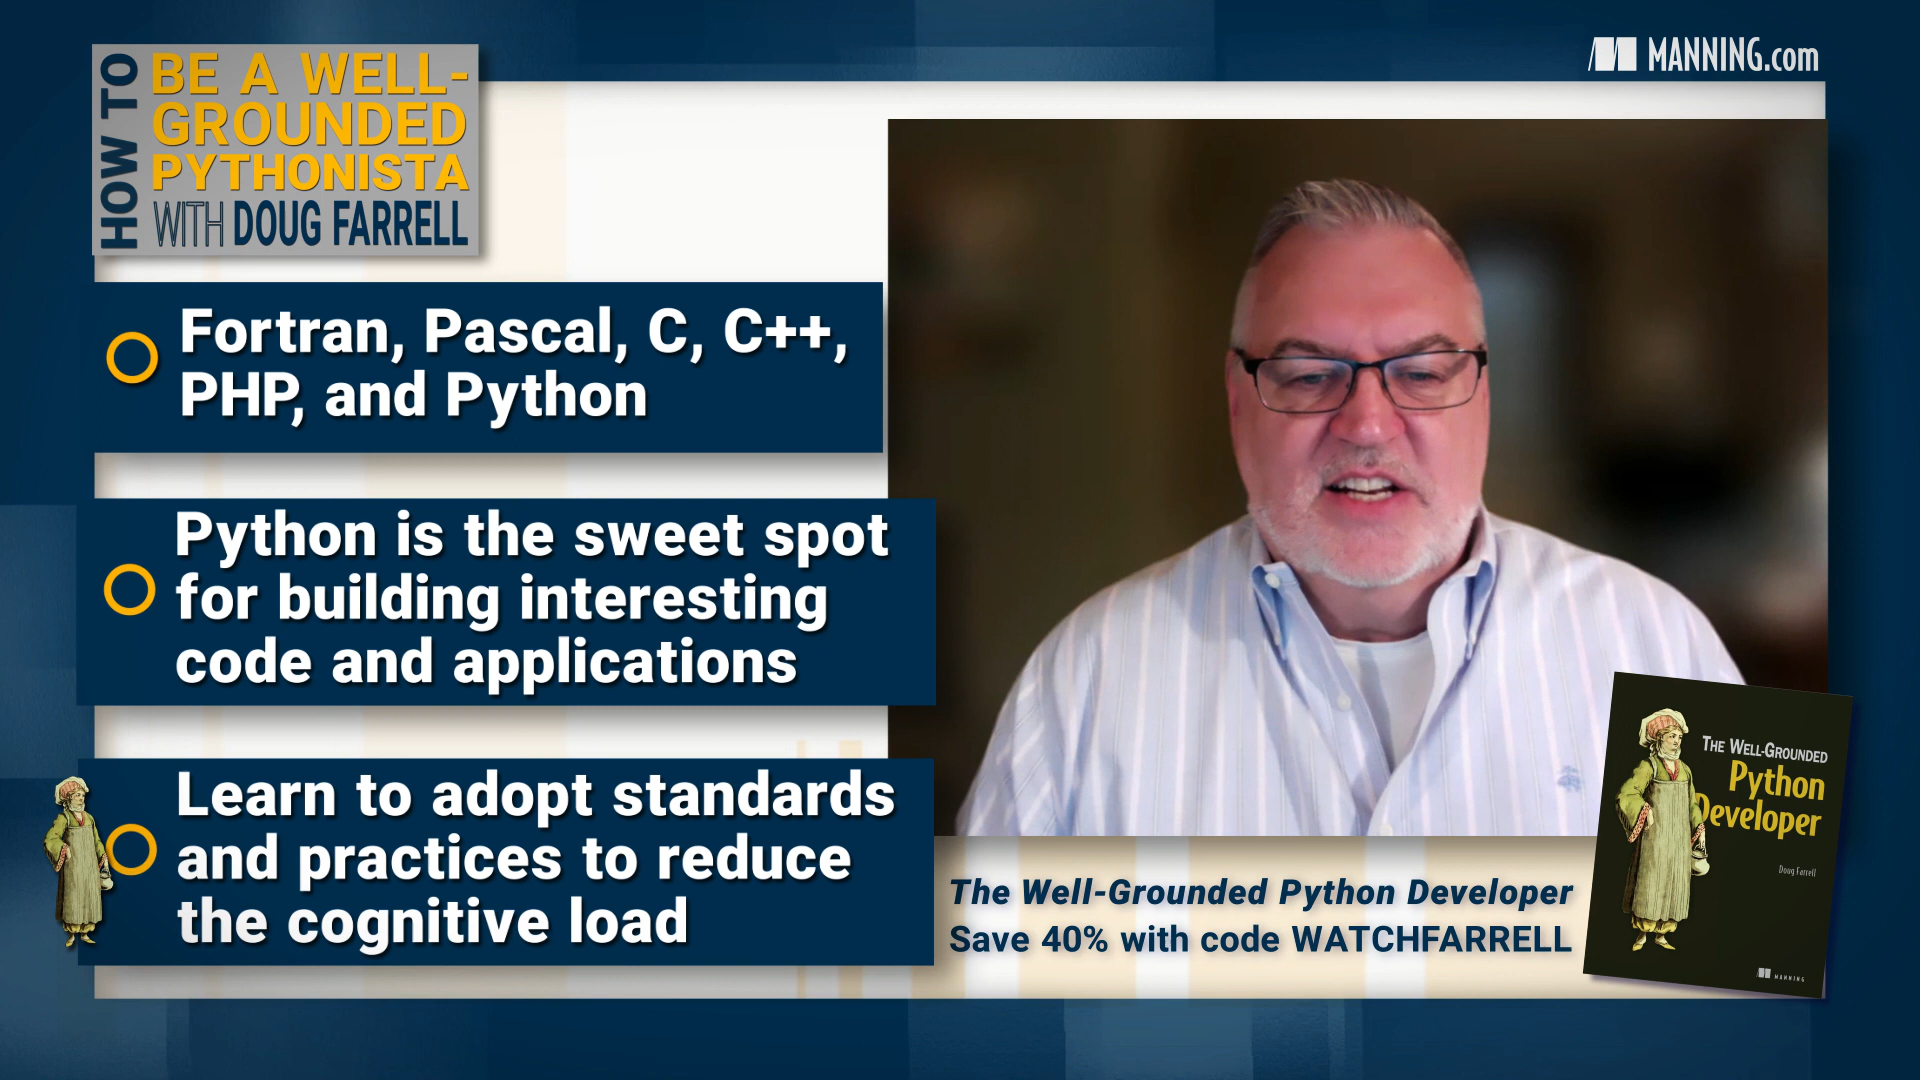 HOW TO
BE A WELL-
GROUNDED
PYTHONISTA
WITH DOUG FARRELL
MANNING.com
Fortran, Pascal, C, C++,
PHP, and Python
Python is the sweet spot
for building interesting
code and applications
Learn to adopt standards
and practices to reduce
the cognitive load
The Well-Grounded Python Developer
Save 40% with code WATCHFARRELL
THE WELL-GROUNDED
Python
Developer
Doug Farrell
MANNING